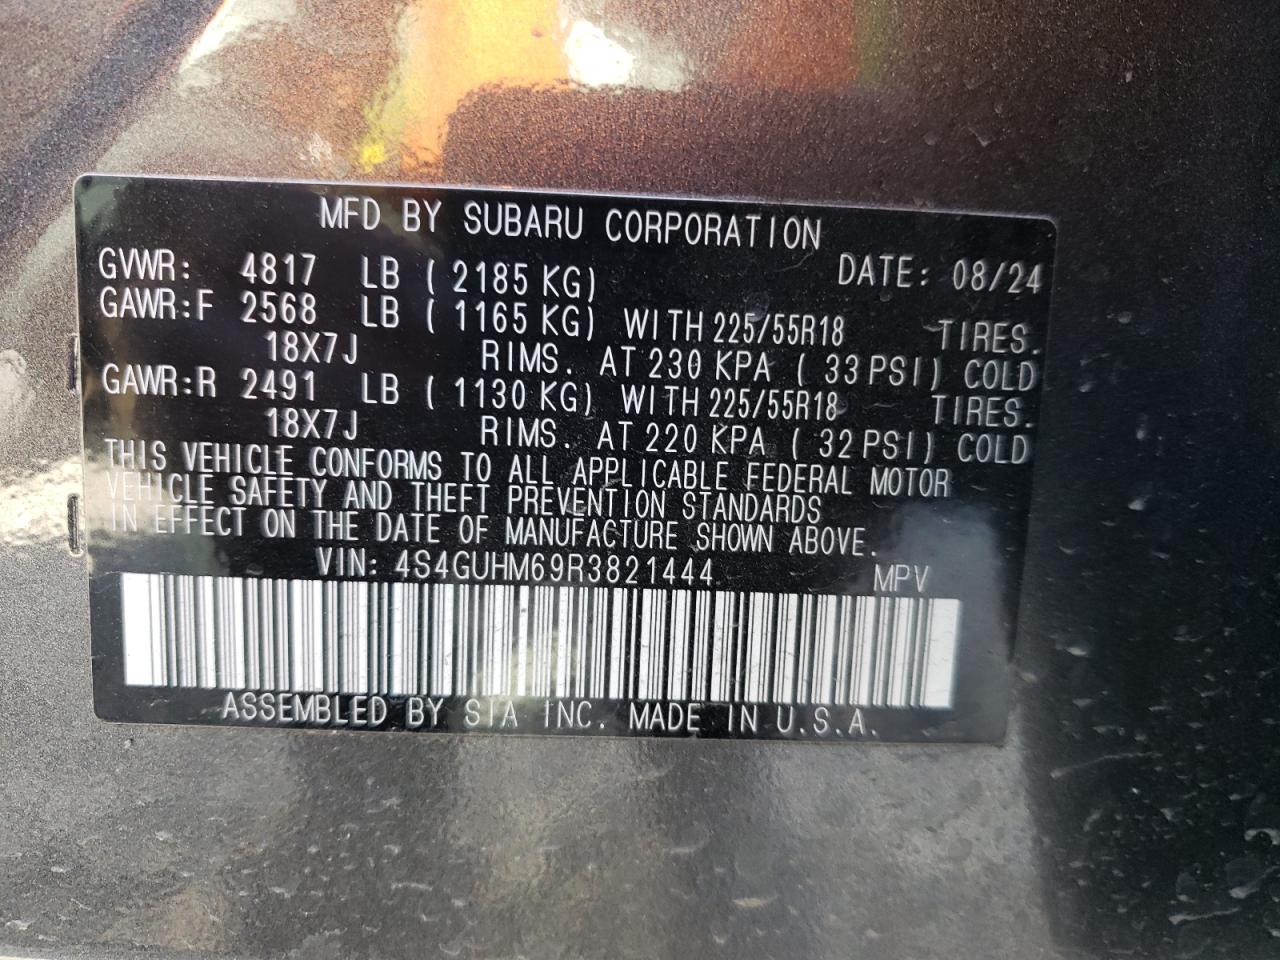 MFD BY SUBARU CORPORATION
GVWR: 4817 LB ( 2185 KG) DATE: 08/24
GAWR:F 2568 LB ( 1165 KG) WITH 225/55R18 TIRES.
18X7J RIMS. AT 230 KPA ( 33 PSI) COLD
GAWR:R 2491 LB ( 1130 KG) WITH 225/55R18 TIRES.
18X7J RIMS. AT 220 KPA ( 32 PSI) COLD
THIS VEHICLE CONFORMS TO ALL APPLICABLE FEDERAL MOTOR
VEHICLE SAFETY AND THEFT PREVENTION STANDARDS
IN EFFECT ON THE DATE OF MANUFACTURE SHOWN ABOVE.
VIN: 4S4GUHM69R3821444 MPV
ASSEMBLED BY SIA INC. MADE IN U.S.A.